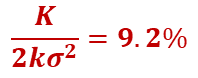 K / 2kσ² = 9.2%